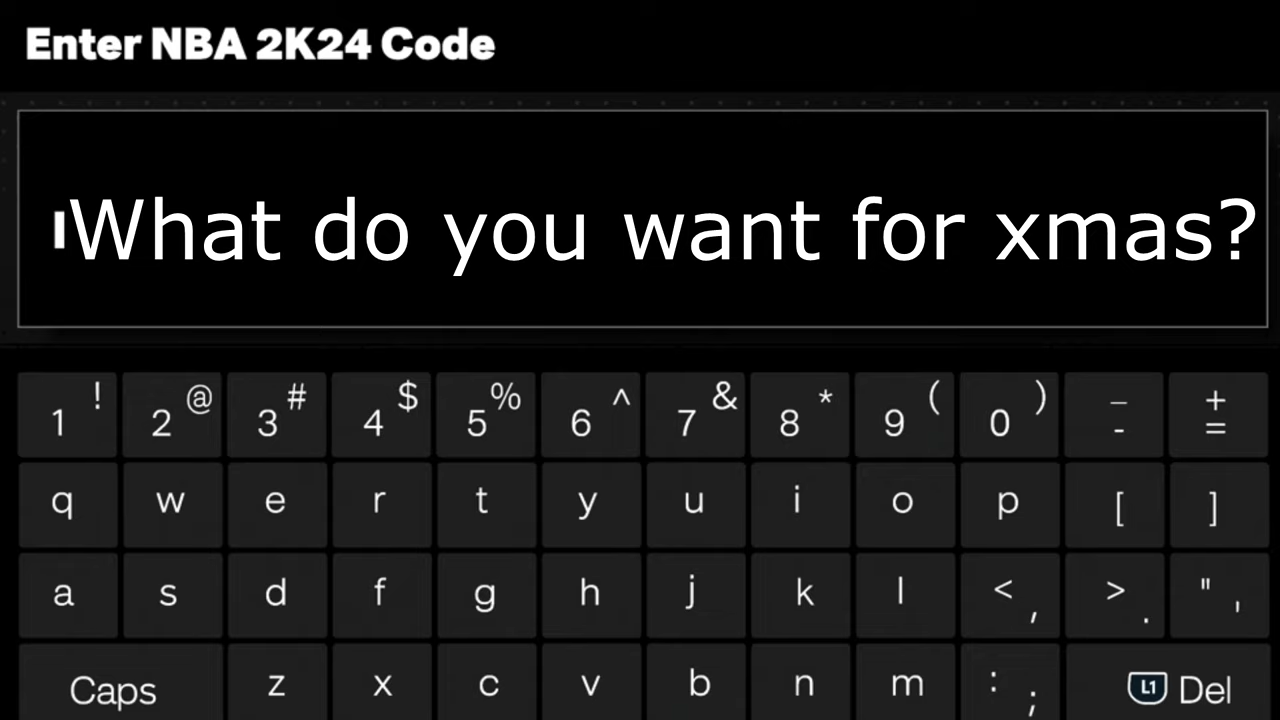 Enter NBA 2K24 Code
What do you want for xmas?
1 ! 2 @ 3 # 4 $ 5 % 6 ^ 7 & 8 * 9 ( 0 ) _ - + =
q w e r t y u i o p [ ]
a s d f g h j k l < , > . " '
Caps z x c v b n m : ; L1 Del